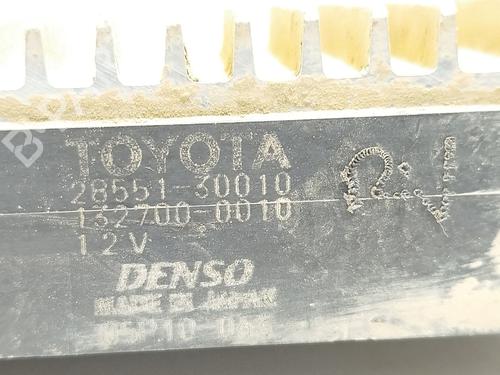 TOYOTA
28551-30010
132700-0010
12V
DENSO
MADE IN JAPAN